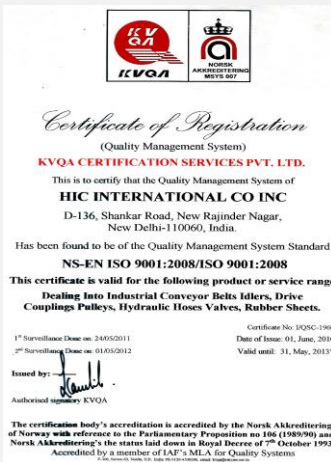 KVQA
KVQA
NORSK
AKKREDITERING
MSYS 007
Certificate of Registration
(Quality Management System)
KVQA CERTIFICATION SERVICES PVT. LTD.
This is to certify that the Quality Management System of
HIC INTERNATIONAL CO INC
D-136, Shankar Road, New Rajinder Nagar,
New Delhi-110060, India.
Has been found to be of the Quality Management System Standard
NS-EN ISO 9001:2008/ISO 9001:2008
This certificate is valid for the following product or service range
Dealing Into Industrial Conveyor Belts Idlers, Drive
Couplings Pulleys, Hydraulic Hoses Valves, Rubber Sheets.
Certificate No: I/QSC-196
1st Surveillance Done on: 24/05/2011
Date of Issue: 01, June, 201
2nd Surveillance Done on: 01/05/2012
Valid until: 31, May, 2013
Issued by:
Authorised signatory KVQA
The certification body's accreditation is accredited by the Norsk Akkreditering
of Norway with reference to the Parliamentary Proposition no 106 (1989/90) and
Norsk Akkreditering's the status laid down in Royal Decree of 7th October 1993
Accredited by a member of IAF's MLA for Quality Systems